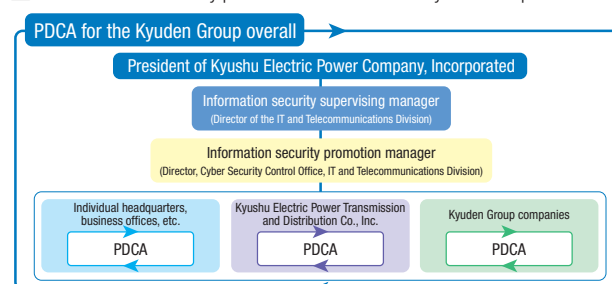 PDCA for the Kyuden Group overall
President of Kyushu Electric Power Company, Incorporated
Information security supervising manager
(Director of the IT and Telecommunications Division)
Information security promotion manager
(Director, Cyber Security Control Office, IT and Telecommunications Division)
Individual headquarters,
business offices, etc.
PDCA
Kyushu Electric Power Transmission
and Distribution Co., Inc.
PDCA
Kyuden Group companies
PDCA